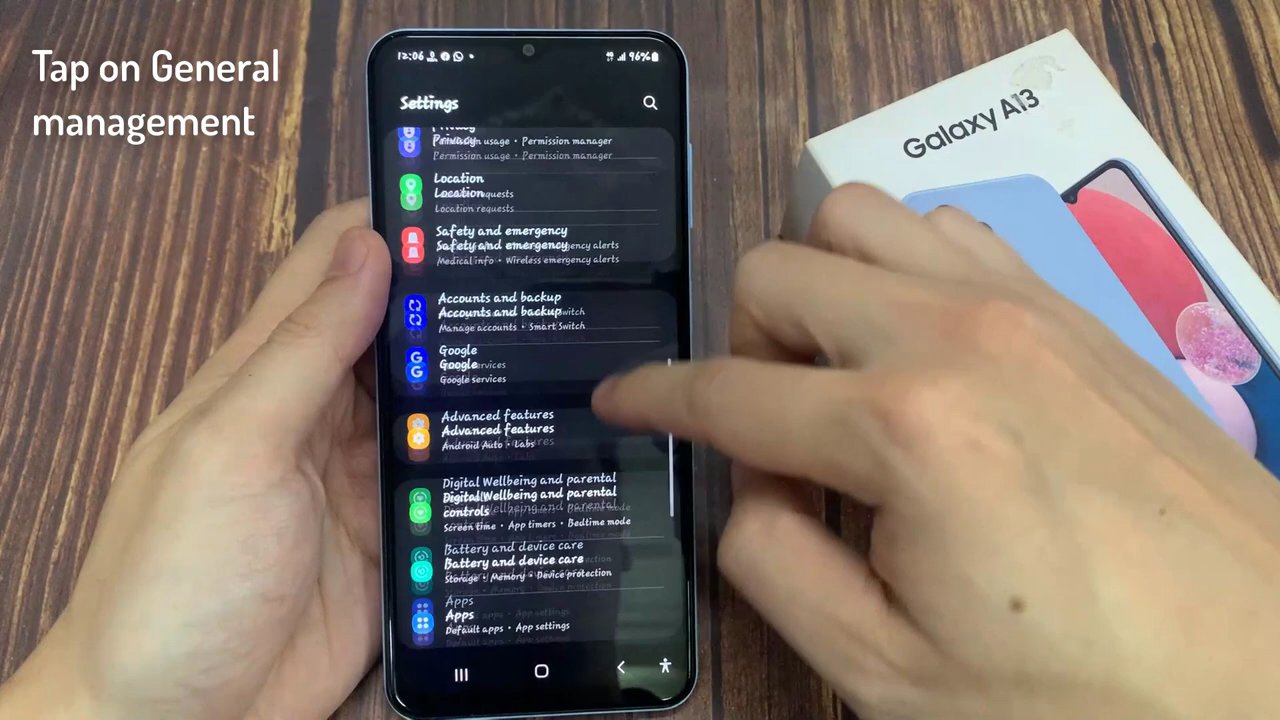 Tap on General
management
12:06
96%
Settings
Privacy
Permission usage • Permission manager
Location
Location requests
Safety and emergency
Medical info • Wireless emergency alerts
Accounts and backup
Manage accounts • Smart Switch
Google
Google services
Advanced features
Android Auto • Labs
Digital Wellbeing and parental
controls
Screen time • App timers • Bedtime mode
Battery and device care
Storage • Memory • Device protection
Apps
Default apps • App settings
Galaxy A13